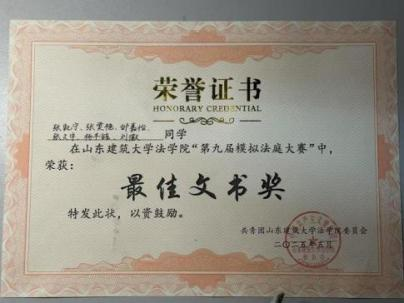 荣誉证书
HONORARY CREDENTIAL
同学
在山东建筑大学法学院“第九届模拟法庭大赛”中，
荣获：
最佳文书奖
特发此状，以资鼓励。
共青团山东建筑大学法学院委员会
二〇二五年五月